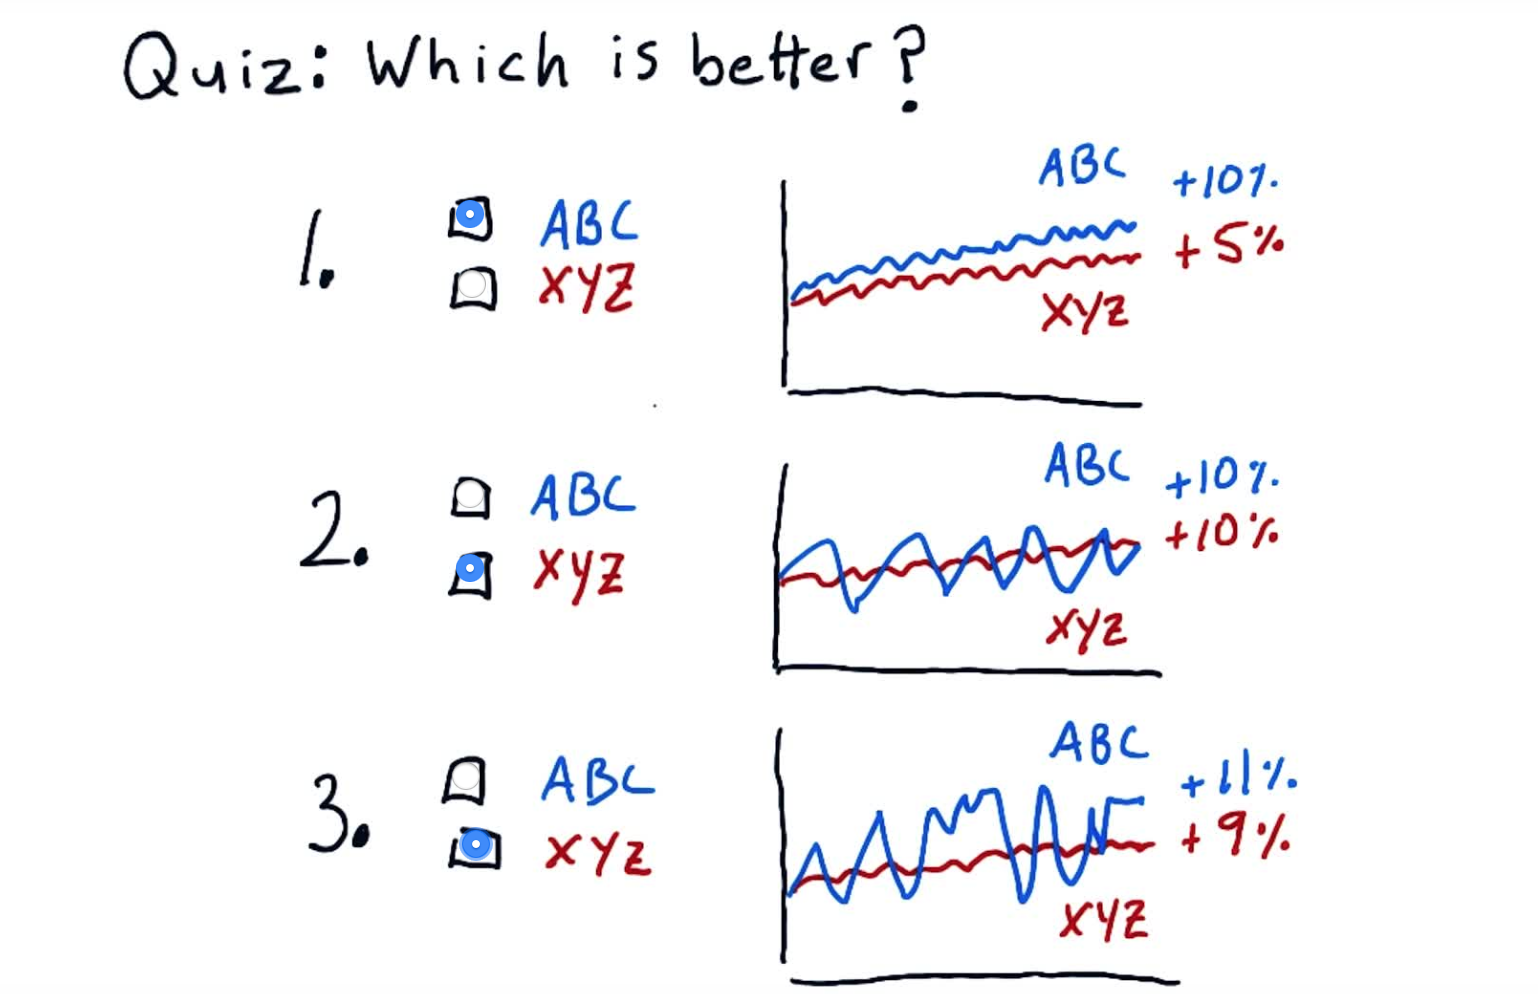 Quiz: Which is better?
1. ABC
XYZ
ABC +10%
+5%
XYZ
2. ABC
XYZ
ABC +10%
+10%
XYZ
3. ABC
XYZ
ABC
+11%
+9%
XYZ